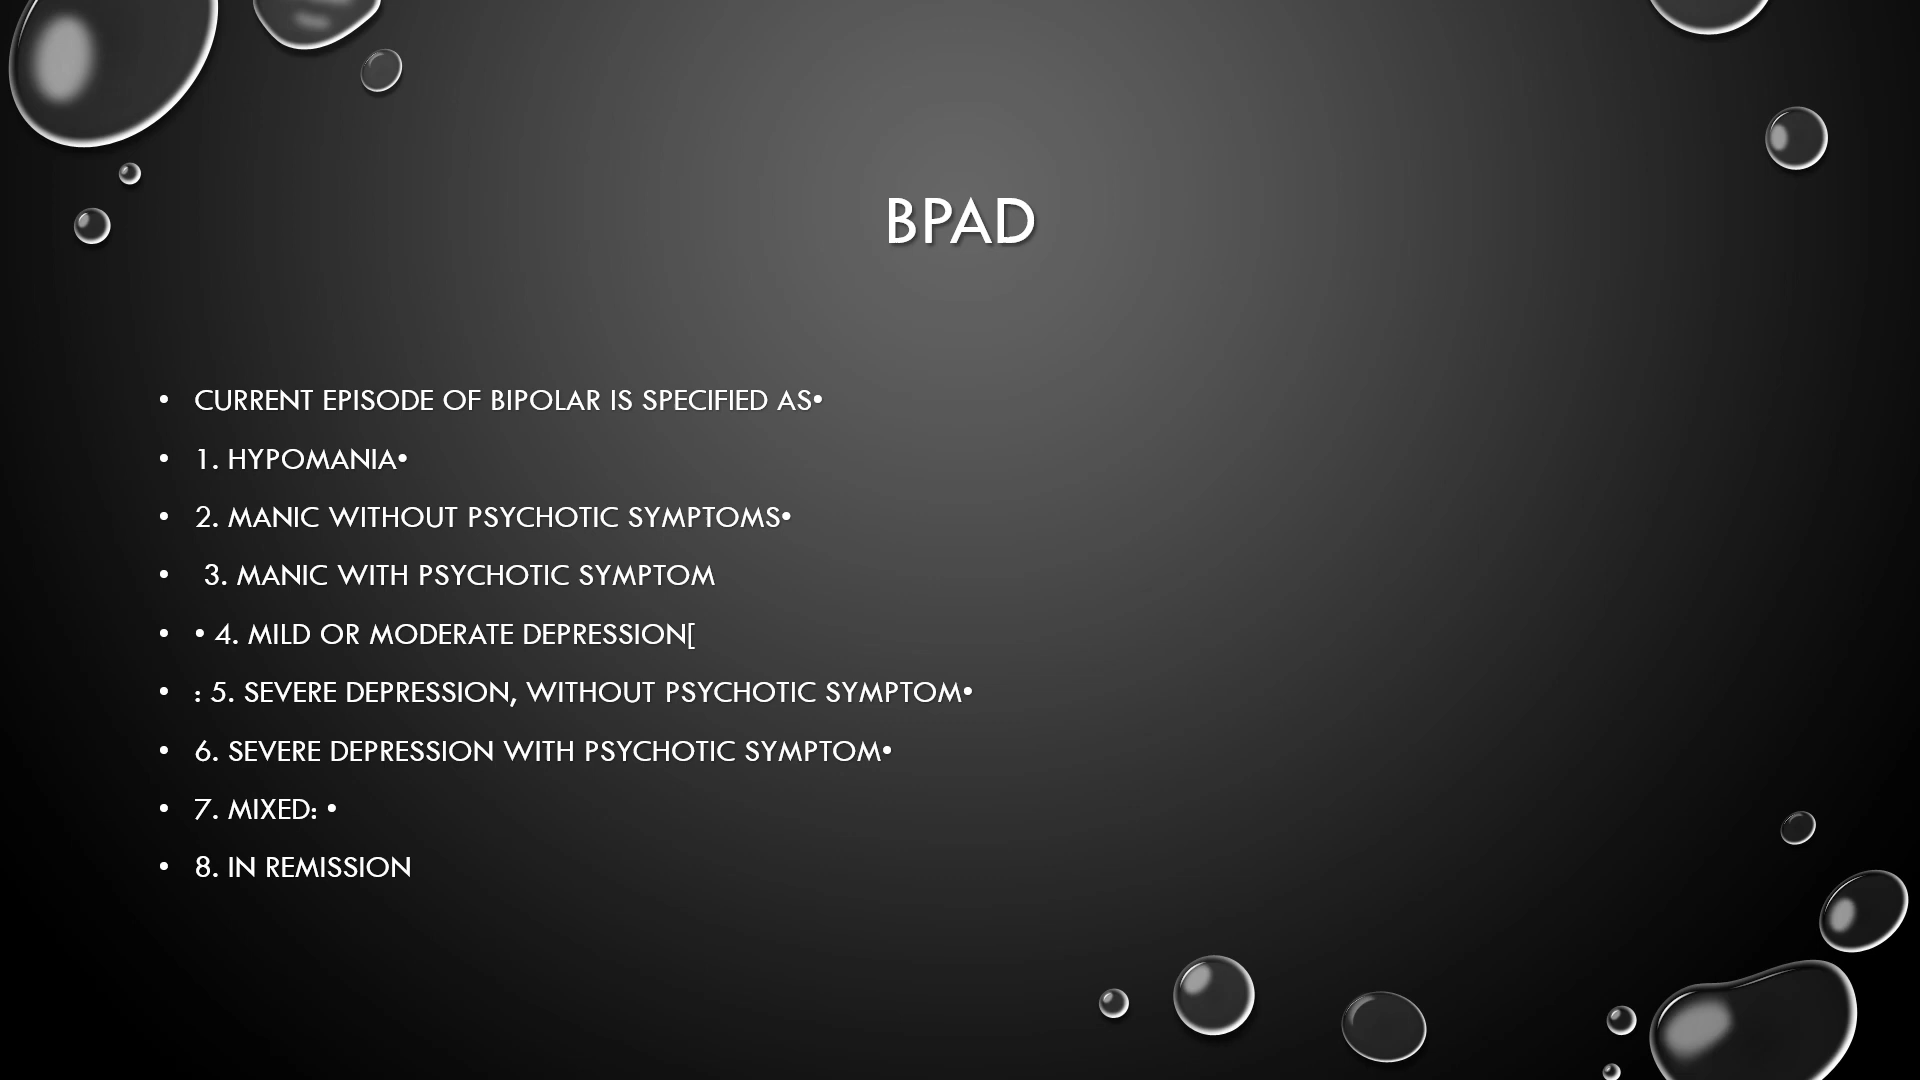 BPAD
• CURRENT EPISODE OF BIPOLAR IS SPECIFIED AS•
• 1. HYPOMANIA•
• 2. MANIC WITHOUT PSYCHOTIC SYMPTOMS•
• 3. MANIC WITH PSYCHOTIC SYMPTOM
• • 4. MILD OR MODERATE DEPRESSION[
• : 5. SEVERE DEPRESSION, WITHOUT PSYCHOTIC SYMPTOM•
• 6. SEVERE DEPRESSION WITH PSYCHOTIC SYMPTOM•
• 7. MIXED: •
• 8. IN REMISSION